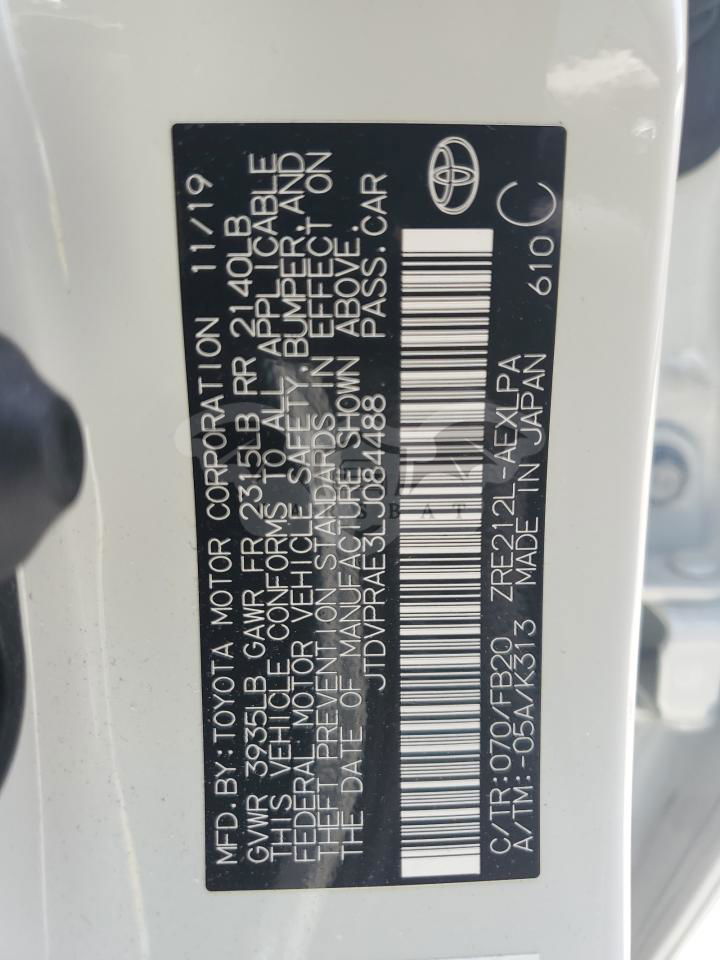 MFD.BY:TOYOTA MOTOR CORPORATION 11/19
GVWR 3935LB GAWR FR 2315LB RR 2140LB
THIS VEHICLE CONFORMS TO ALL APPLICABLE
FEDERAL MOTOR VEHICLE SAFETY,BUMPER,AND
THEFT PREVENTION STANDARDS IN EFFECT ON
THE DATE OF MANUFACTURE SHOWN ABOVE.
JTDVPRAE3LJ084488 PASS.CAR
C/TR:070/FB20 ZRE212L-AEXLPA 610
A/TM:-05A/K313 MADE IN JAPAN C